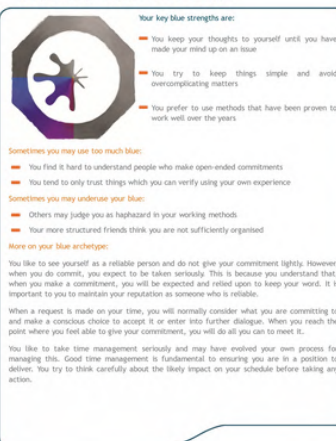 Your key blue strengths are:
You keep your thoughts to yourself until you have
made your mind up on an issue
You try to keep things simple and avoid
overcomplicating matters
You prefer to use methods that have been proven to
work well over the years
Sometimes you may use too much blue:
You find it hard to understand people who make open-ended commitments
You tend to only trust things which you can verify using your own experience
Sometimes you may underuse your blue:
Others may judge you as haphazard in your working methods
Your more structured friends think you are not sufficiently organised
More on your blue archetype:
You like to see yourself as a reliable person and do not give your commitment lightly. However
when you do commit, you expect to be taken seriously. This is because you understand that
when you make a commitment, you will be expected and relied upon to keep your word. It i
important to you to maintain your reputation as someone who is reliable.
When a request is made on your time, you will normally consider what you are committing to
and make a conscious choice to accept it or enter into further dialogue. When you reach the
point where you feel able to give your commitment, you will do all you can to meet it.
You like to take time management seriously and may have evolved your own process for
managing this. Good time management is fundamental to ensuring you are in a position to
deliver. You try to think carefully about the likely impact on your schedule before taking any
action.